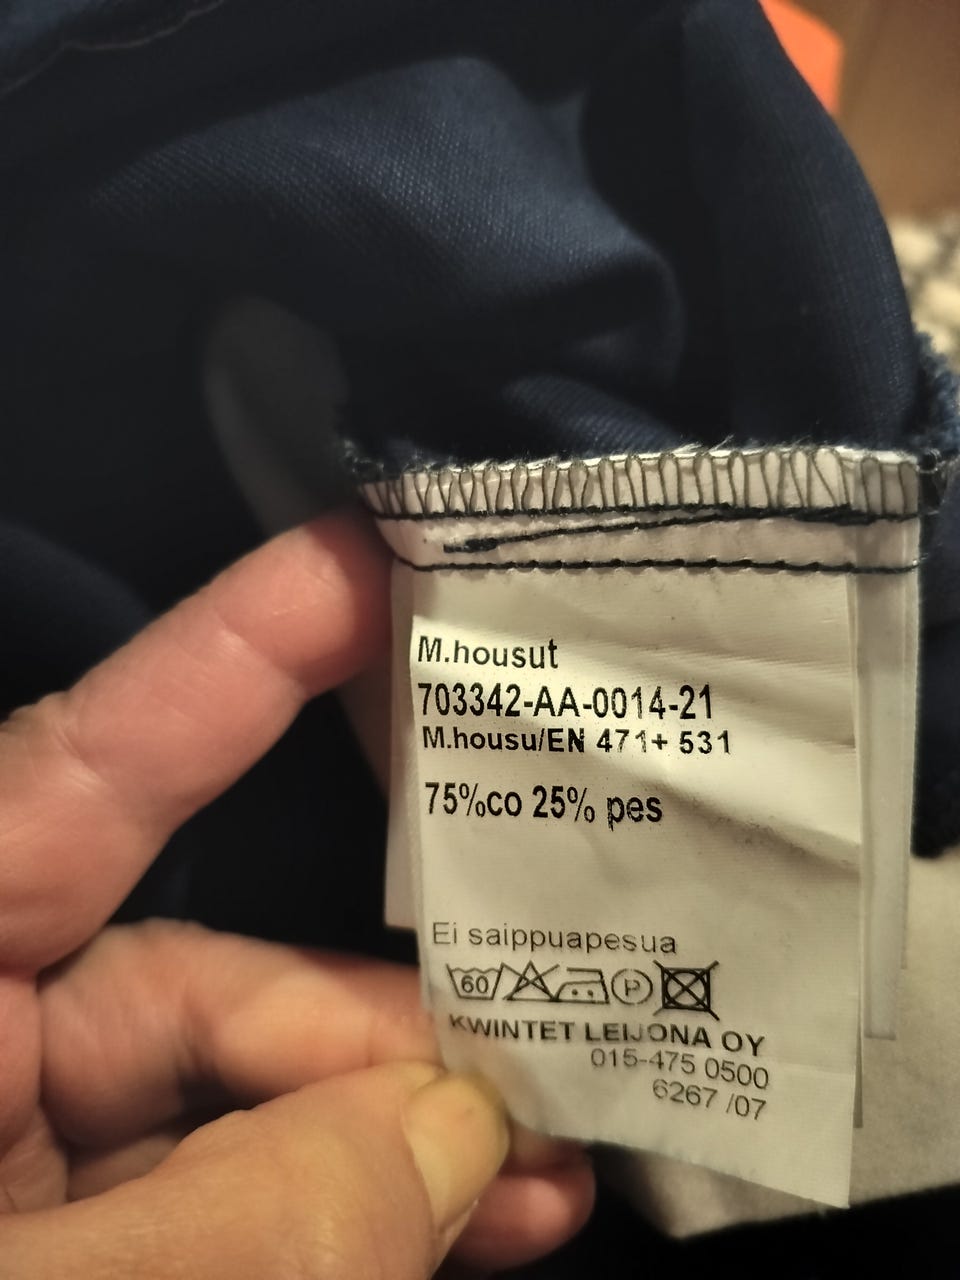 M.housut
703342-AA-0014-21
M.housu/EN 471+ 531
75%co 25% pes
Ei saippuapesua
60 P
KWINTET LEIJONA OY
015-475 0500
6267 /07